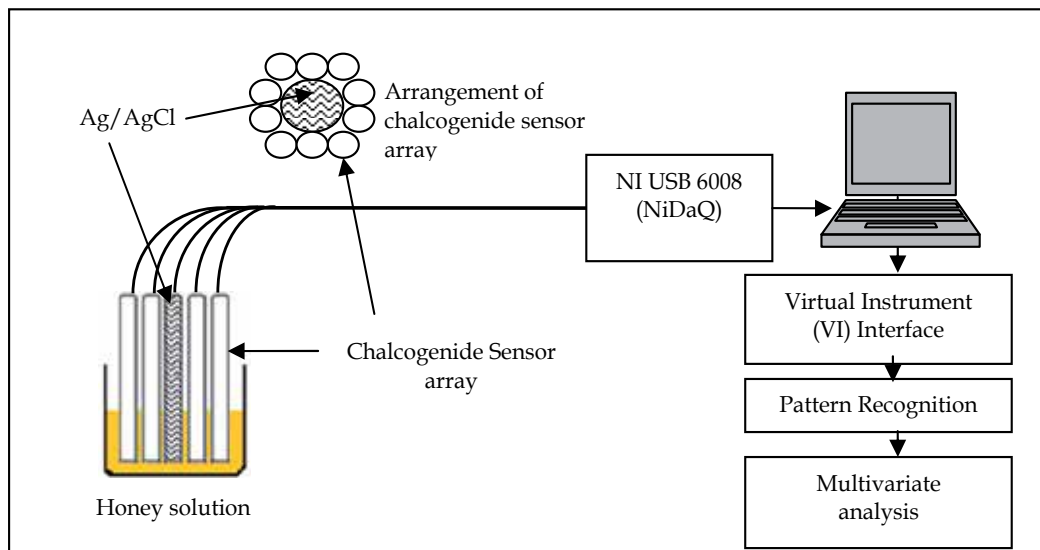 Ag/AgCl
Arrangement of
chalcogenide sensor
array
NI USB 6008
(NiDaQ)
Virtual Instrument
(VI) Interface
Chalcogenide Sensor
array
Pattern Recognition
Multivariate
analysis
Honey solution